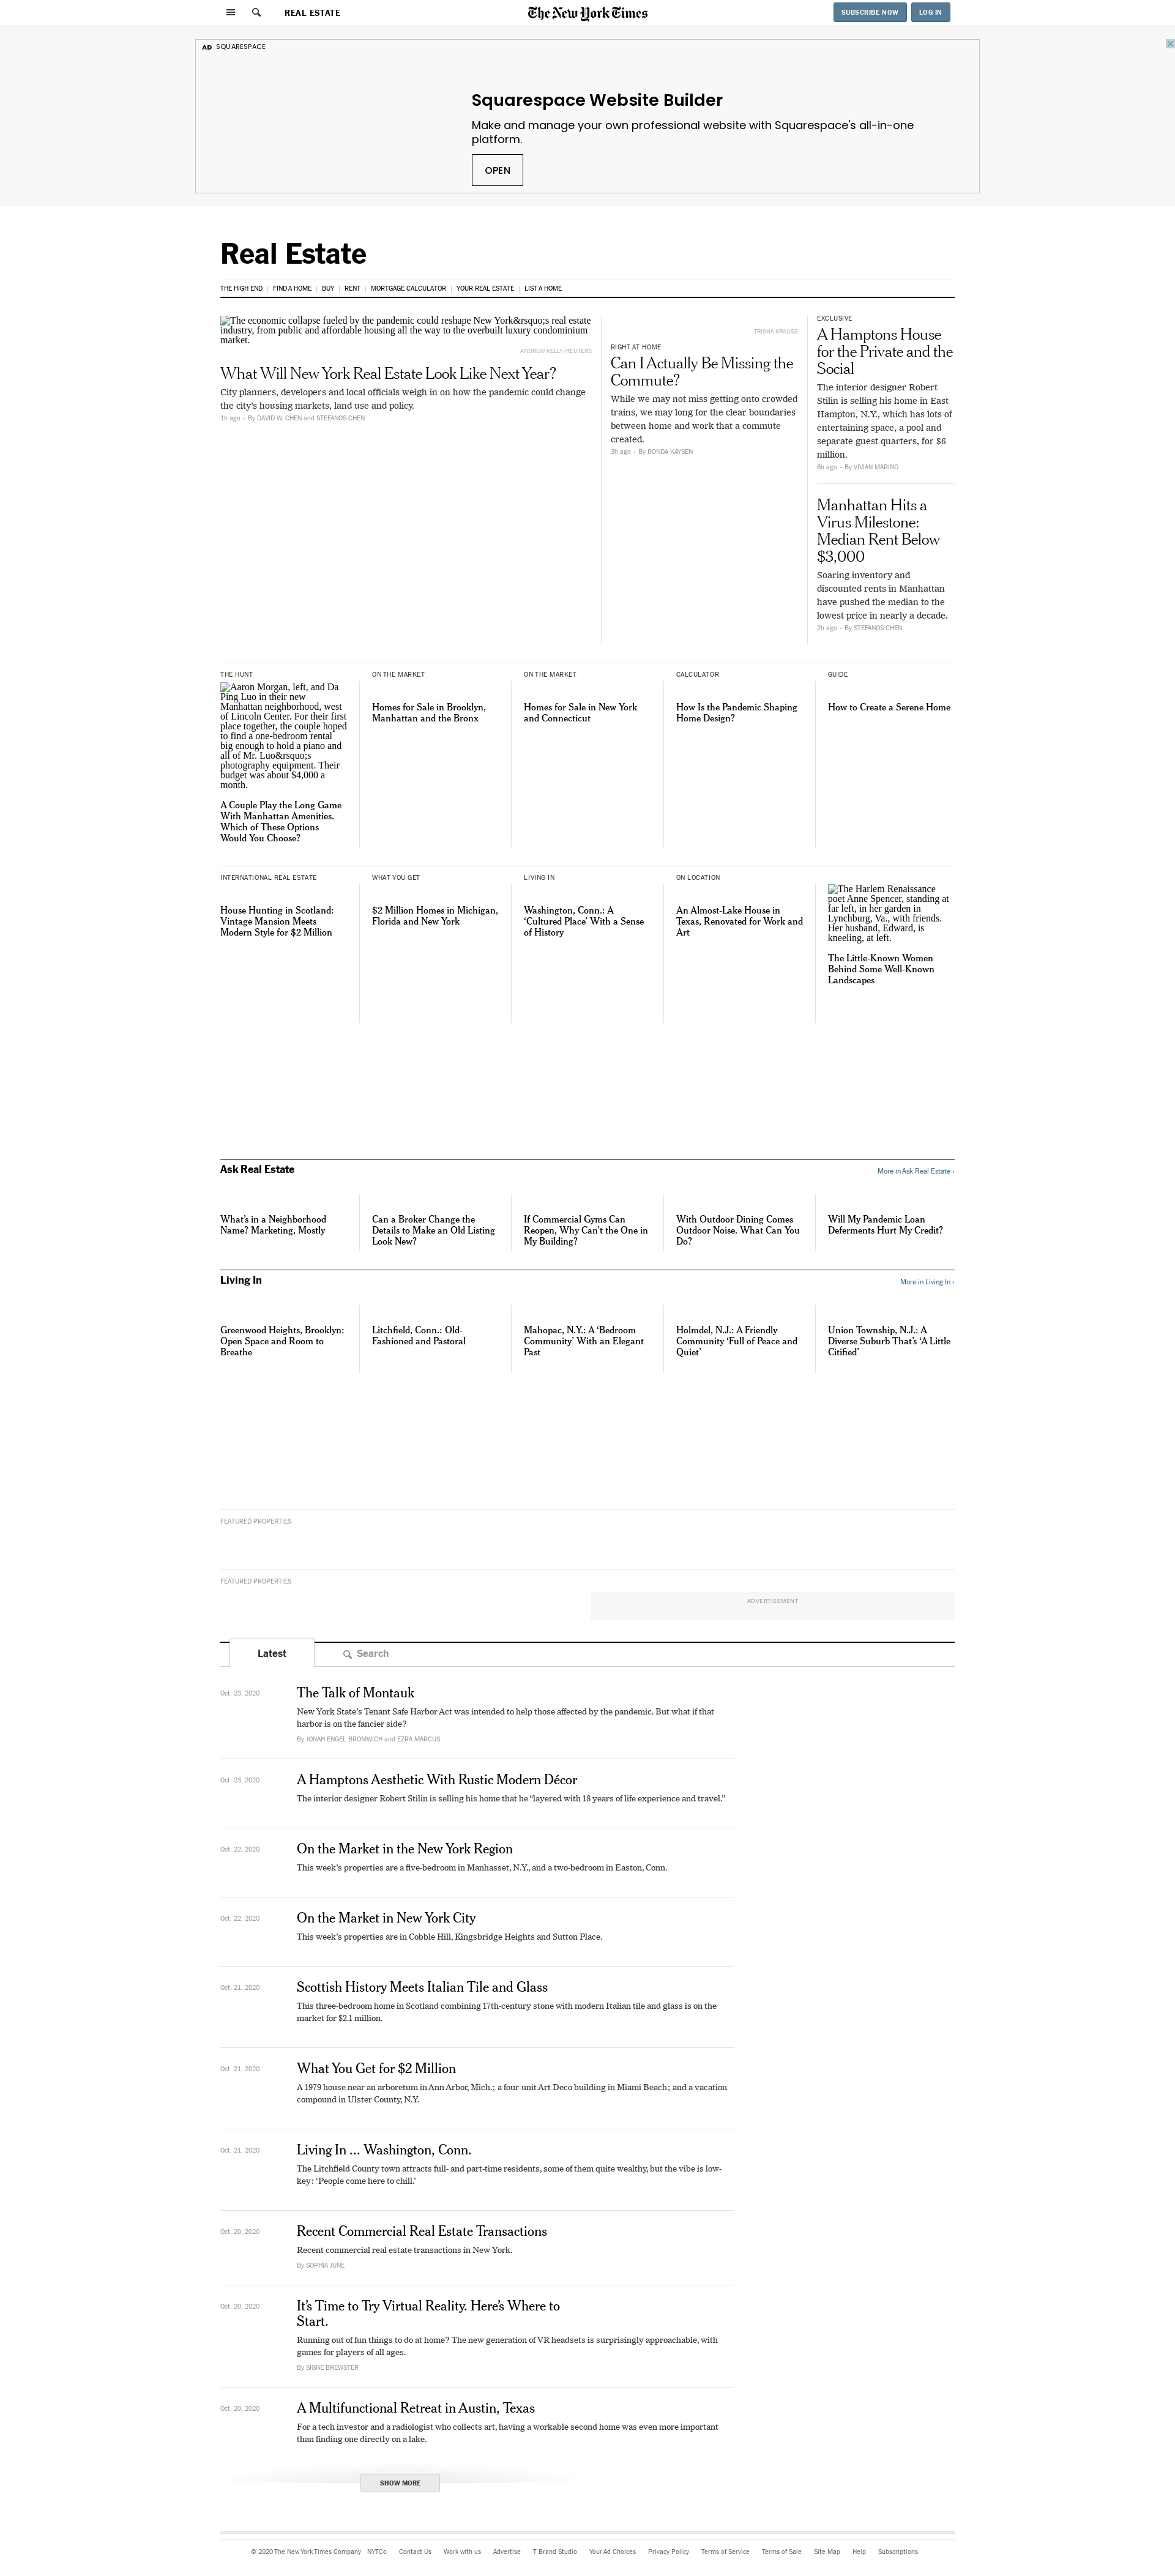 REAL ESTATE
The New York Times
SUBSCRIBE NOW
LOG IN
AD SQUARESPACE
Squarespace Website Builder
Make and manage your own professional website with Squarespace's all-in-one
platform.
OPEN
Real Estate
THE HIGH END | FIND A HOME | BUY | RENT | MORTGAGE CALCULATOR | YOUR REAL ESTATE | LIST A HOME
The economic collapse fueled by the pandemic could reshape New York&rsquo;s real estate
industry, from public and affordable housing all the way to the overbuilt luxury condominium
market.
ANDREW KELLY/REUTERS
What Will New York Real Estate Look Like Next Year?
City planners, developers and local officials weigh in on how the pandemic could change
the city's housing markets, land use and policy.
1h ago - By DAVID W. CHEN and STEFANOS CHEN
TRISHA KRAUSS
RIGHT AT HOME
Can I Actually Be Missing the
Commute?
While we may not miss getting onto crowded
trains, we may long for the clear boundaries
between home and work that a commute
created.
3h ago - By RONDA KAYSEN
EXCLUSIVE
A Hamptons House
for the Private and the
Social
The interior designer Robert
Stilin is selling his home in East
Hampton, N.Y., which has lots of
entertaining space, a pool and
separate guest quarters, for $6
million.
6h ago - By VIVIAN MARINO
Manhattan Hits a
Virus Milestone:
Median Rent Below
$3,000
Soaring inventory and
discounted rents in Manhattan
have pushed the median to the
lowest price in nearly a decade.
2h ago - By STEFANOS CHEN
THE HUNT
Aaron Morgan, left, and Da
Ping Luo in their new
Manhattan neighborhood, west
of Lincoln Center. For their first
place together, the couple hoped
to find a one-bedroom rental
big enough to hold a piano and
all of Mr. Luo&rsquo;s
photography equipment. Their
budget was about $4,000 a
month.
A Couple Play the Long Game
With Manhattan Amenities.
Which of These Options
Would You Choose?
ON THE MARKET
Homes for Sale in Brooklyn,
Manhattan and the Bronx
ON THE MARKET
Homes for Sale in New York
and Connecticut
CALCULATOR
How Is the Pandemic Shaping
Home Design?
GUIDE
How to Create a Serene Home
INTERNATIONAL REAL ESTATE
House Hunting in Scotland:
Vintage Mansion Meets
Modern Style for $2 Million
WHAT YOU GET
$2 Million Homes in Michigan,
Florida and New York
LIVING IN
Washington, Conn.: A
‘Cultured Place’ With a Sense
of History
ON LOCATION
An Almost-Lake House in
Texas, Renovated for Work and
Art
The Harlem Renaissance
poet Anne Spencer, standing at
far left, in her garden in
Lynchburg, Va., with friends.
Her husband, Edward, is
kneeling, at left.
The Little-Known Women
Behind Some Well-Known
Landscapes
Ask Real Estate
More in Ask Real Estate ›
What's in a Neighborhood
Name? Marketing, Mostly
Can a Broker Change the
Details to Make an Old Listing
Look New?
If Commercial Gyms Can
Reopen, Why Can't the One in
My Building?
With Outdoor Dining Comes
Outdoor Noise. What Can You
Do?
Will My Pandemic Loan
Deferments Hurt My Credit?
Living In
More in Living In ›
Greenwood Heights, Brooklyn:
Open Space and Room to
Breathe
Litchfield, Conn.: Old-
Fashioned and Pastoral
Mahopac, N.Y.: A ‘Bedroom
Community’ With an Elegant
Past
Holmdel, N.J.: A Friendly
Community ‘Full of Peace and
Quiet’
Union Township, N.J.: A
Diverse Suburb That's ‘A Little
Citified’
FEATURED PROPERTIES
FEATURED PROPERTIES
ADVERTISEMENT
Latest
Search
Oct. 23, 2020
The Talk of Montauk
New York State's Tenant Safe Harbor Act was intended to help those affected by the pandemic. But what if that
harbor is on the fancier side?
By JONAH ENGEL BROMWICH and EZRA MARCUS
Oct. 23, 2020
A Hamptons Aesthetic With Rustic Modern Décor
The interior designer Robert Stilin is selling his home that he “layered with 18 years of life experience and travel.”
Oct. 22, 2020
On the Market in the New York Region
This week's properties are a five-bedroom in Manhasset, N.Y., and a two-bedroom in Easton, Conn.
Oct. 22, 2020
On the Market in New York City
This week's properties are in Cobble Hill, Kingsbridge Heights and Sutton Place.
Oct. 21, 2020
Scottish History Meets Italian Tile and Glass
This three-bedroom home in Scotland combining 17th-century stone with modern Italian tile and glass is on the
market for $2.1 million.
Oct. 21, 2020
What You Get for $2 Million
A 1979 house near an arboretum in Ann Arbor, Mich.; a four-unit Art Deco building in Miami Beach; and a vacation
compound in Ulster County, N.Y.
Oct. 21, 2020
Living In ... Washington, Conn.
The Litchfield County town attracts full- and part-time residents, some of them quite wealthy, but the vibe is low-
key: ‘People come here to chill.’
Oct. 20, 2020
Recent Commercial Real Estate Transactions
Recent commercial real estate transactions in New York.
By SOPHIA JUNE
Oct. 20, 2020
It's Time to Try Virtual Reality. Here's Where to
Start.
Running out of fun things to do at home? The new generation of VR headsets is surprisingly approachable, with
games for players of all ages.
By SIGNE BREWSTER
Oct. 20, 2020
A Multifunctional Retreat in Austin, Texas
For a tech investor and a radiologist who collects art, having a workable second home was even more important
than finding one directly on a lake.
SHOW MORE
© 2020 The New York Times Company NYTCo Contact Us Work with us Advertise T Brand Studio Your Ad Choices Privacy Policy Terms of Service Terms of Sale Site Map Help Subscriptions